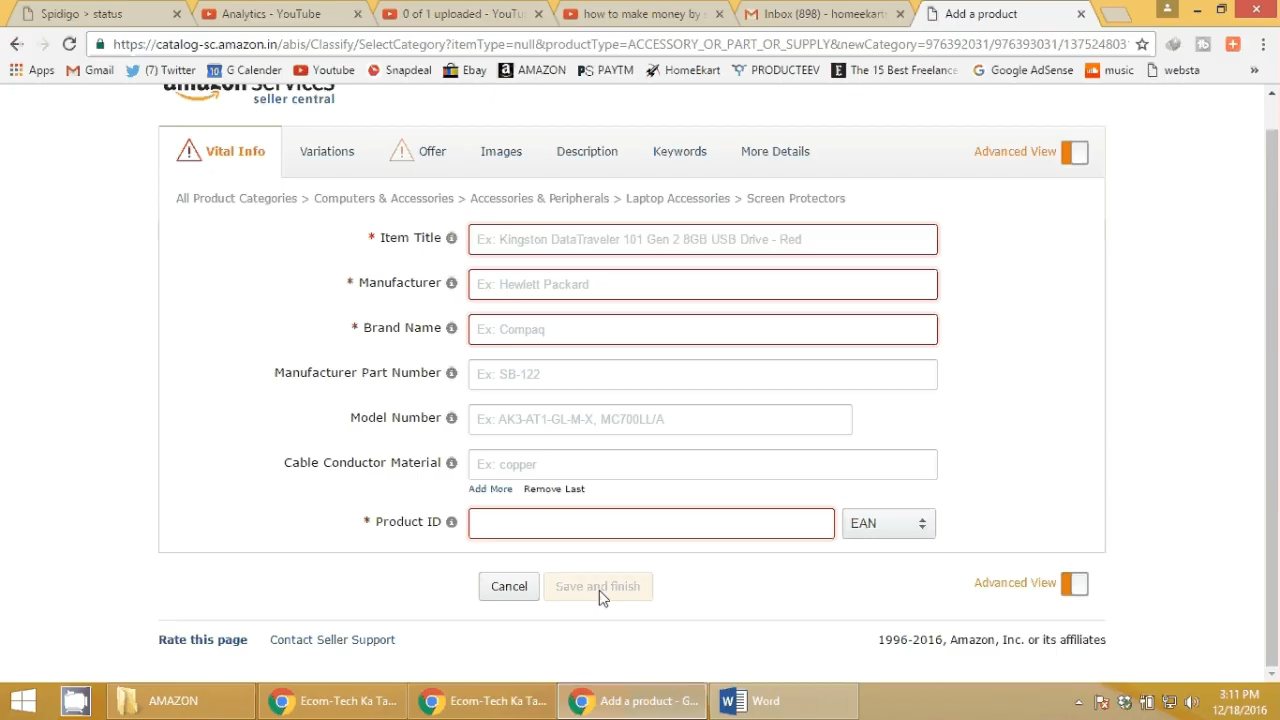 Spidigo > status
Analytics - YouTube
0 of 1 uploaded - YouTu
how to make money by s
Inbox (898) - homeekart
Add a product
https://catalog-sc.amazon.in/abis/Classify/SelectCategory?itemType=null&productType=ACCESSORY_OR_PART_OR_SUPPLY&newCategory=976392031/976393031/137524803
Apps Gmail (7) Twitter G Calender Youtube Snapdeal Ebay AMAZON PAYTM HomeEkart PRODUCTEEV The 15 Best Freelance Google AdSense music websta »
amazon services
seller central
Vital Info Variations Offer Images Description Keywords More Details Advanced View
All Product Categories > Computers & Accessories > Accessories & Peripherals > Laptop Accessories > Screen Protectors
* Item Title Ex: Kingston DataTraveler 101 Gen 2 8GB USB Drive - Red
* Manufacturer Ex: Hewlett Packard
* Brand Name Ex: Compaq
Manufacturer Part Number Ex: SB-122
Model Number Ex: AK3-AT1-GL-M-X, MC700LL/A
Cable Conductor Material Ex: copper
Add More Remove Last
* Product ID EAN
Cancel Save and finish Advanced View
Rate this page Contact Seller Support 1996-2016, Amazon, Inc. or its affiliates
AMAZON Ecom-Tech Ka Ta... Ecom-Tech Ka Ta... Add a product - G... Word
3:11 PM
12/18/2016